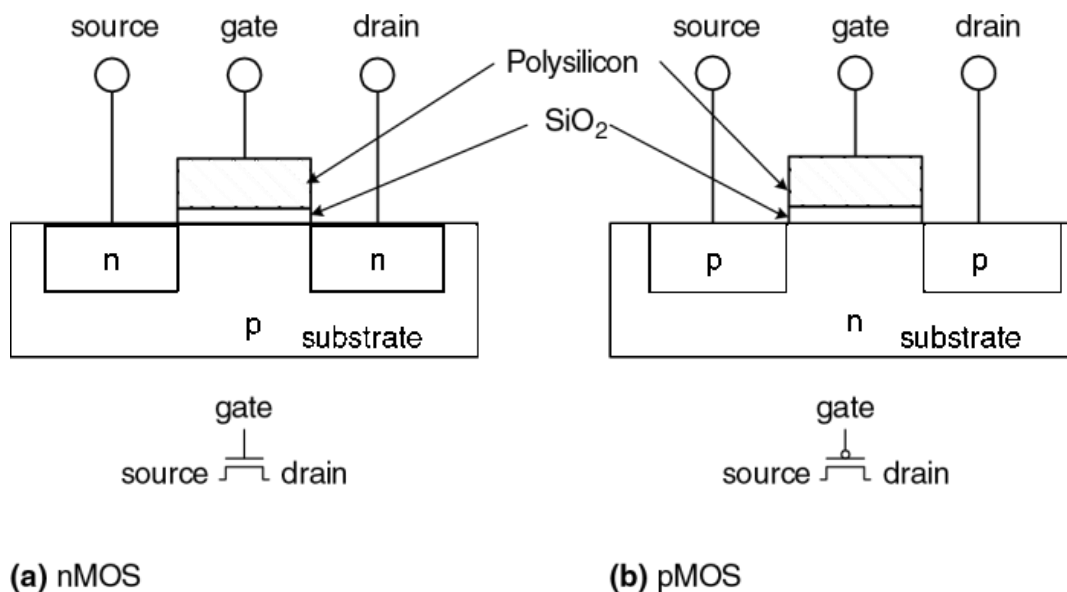 source gate drain
source gate drain
Polysilicon
SiO₂
n n
p
substrate
p p
n
substrate
gate
source drain
gate
source drain
(a) nMOS
(b) pMOS